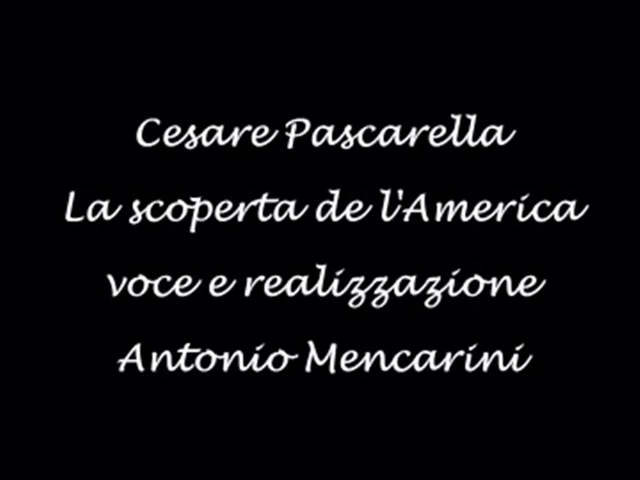 Cesare Pascarella
La scoperta de l'America
voce e realizzazione
Antonio Mencarini